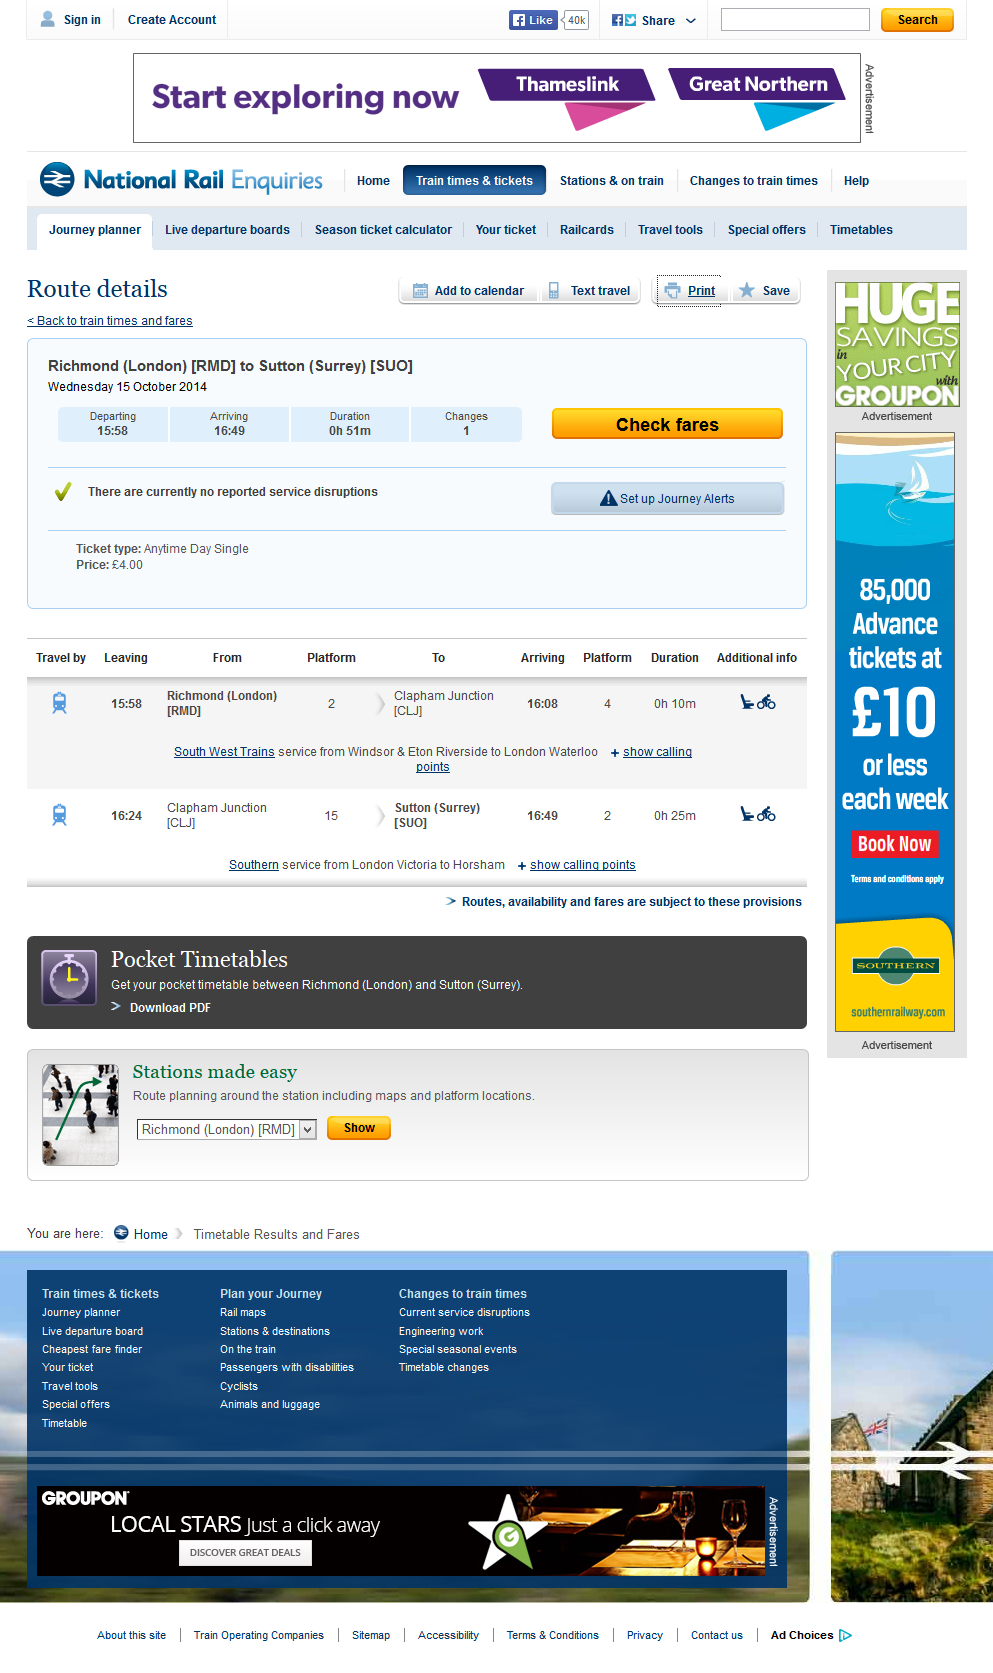 Sign in
Create Account
Like
40k
Share
Search
Start exploring now
Thameslink
Great Northern
Advertisement
National Rail Enquiries
Home
Train times & tickets
Stations & on train
Changes to train times
Help
Journey planner
Live departure boards
Season ticket calculator
Your ticket
Railcards
Travel tools
Special offers
Timetables
Route details
Add to calendar
Text travel
Print
Save
< Back to train times and fares
Richmond (London) [RMD] to Sutton (Surrey) [SUO]
Wednesday 15 October 2014
Departing Arriving Duration Changes
15:58 16:49 0h 51m 1
Check fares
There are currently no reported service disruptions
Set up Journey Alerts
Ticket type: Anytime Day Single
Price: £4.00
Travel by Leaving From Platform To Arriving Platform Duration Additional info
15:58 Richmond (London) [RMD] 2 Clapham Junction [CLJ] 16:08 4 0h 10m
South West Trains service from Windsor & Eton Riverside to London Waterloo + show calling
points
16:24 Clapham Junction [CLJ] 15 Sutton (Surrey) [SUO] 16:49 2 0h 25m
Southern service from London Victoria to Horsham + show calling points
> Routes, availability and fares are subject to these provisions
Pocket Timetables
Get your pocket timetable between Richmond (London) and Sutton (Surrey).
> Download PDF
Stations made easy
Route planning around the station including maps and platform locations.
Richmond (London) [RMD]
Show
HUGE
SAVINGS
in
YOUR CITY
with
GROUPON
Advertisement
85,000
Advance
tickets at
£10
or less
each week
Book Now
Terms and conditions apply
SOUTHERN
southernrailway.com
Advertisement
You are here: Home Timetable Results and Fares
Train times & tickets
Journey planner
Live departure board
Cheapest fare finder
Your ticket
Travel tools
Special offers
Timetable
Plan your Journey
Rail maps
Stations & destinations
On the train
Passengers with disabilities
Cyclists
Animals and luggage
Changes to train times
Current service disruptions
Engineering work
Special seasonal events
Timetable changes
GROUPON
LOCAL STARS Just a click away
DISCOVER GREAT DEALS
G
Advertisement
About this site
Train Operating Companies
Sitemap
Accessibility
Terms & Conditions
Privacy
Contact us
Ad Choices